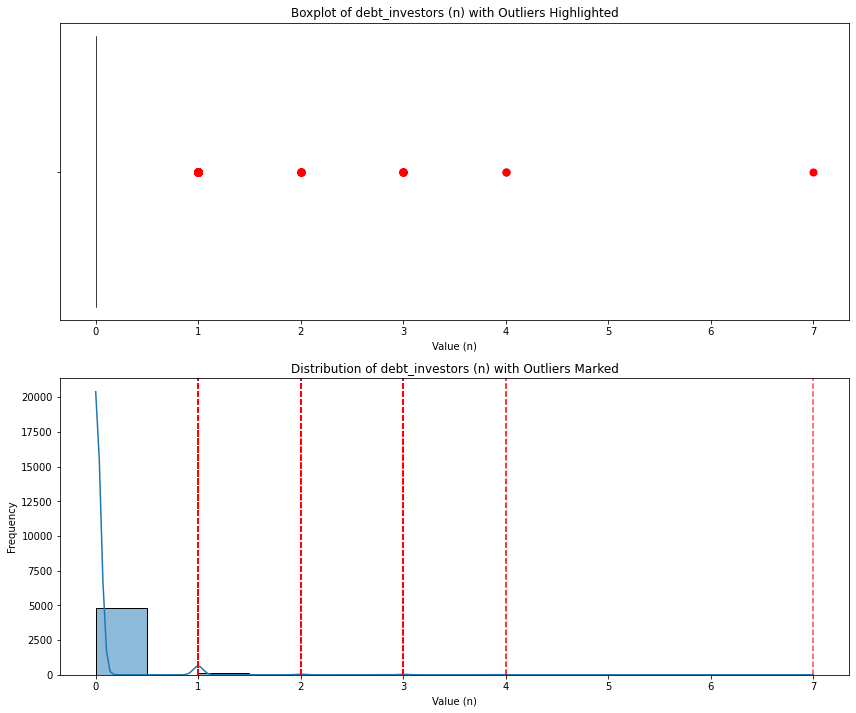 Boxplot of debt_investors (n) with Outliers Highlighted
0 1 2 3 4 5 6 7
Value (n)
Distribution of debt_investors (n) with Outliers Marked
20000
17500
15000
12500
10000
7500
5000
2500
0
Frequency
0 1 2 3 4 5 6 7
Value (n)